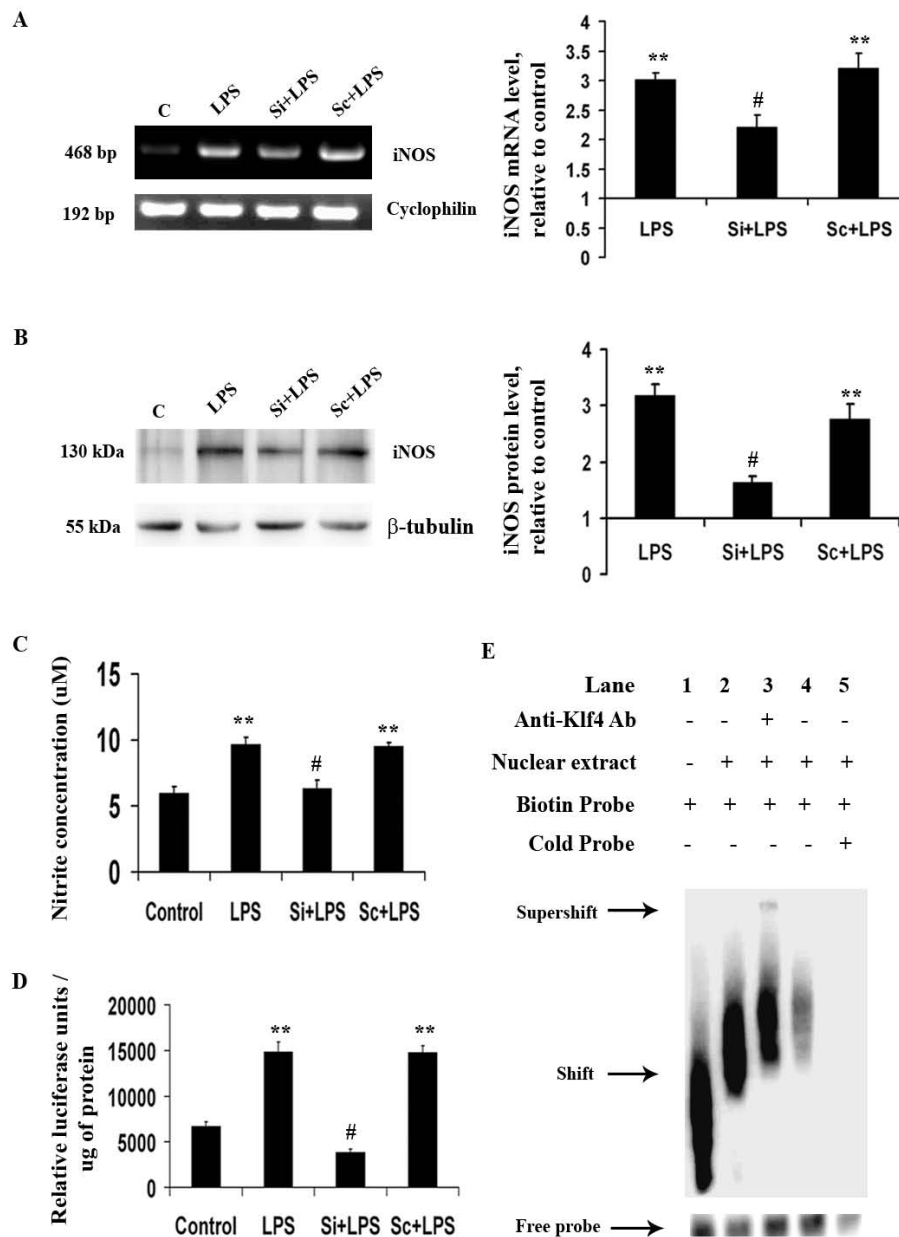 A
C LPS Si+LPS Sc+LPS
468 bp iNOS
192 bp Cyclophilin
iNOS mRNA level,
relative to control
4
3.5
3
2.5
2
1
0.5
0
** # **
LPS Si+LPS Sc+LPS
B
C LPS Si+LPS Sc+LPS
130 kDa iNOS
55 kDa β-tubulin
iNOS protein level,
relative to control
4
3
2
1
0
** # **
LPS Si+LPS Sc+LPS
C
Nitrite concentration (uM)
15
10
5
0
** # **
Control LPS Si+LPS Sc+LPS
D
Relative luciferase units /
ug of protein
20000
15000
10000
5000
0
** # **
Control LPS Si+LPS Sc+LPS
E
Lane 1 2 3 4 5
Anti-Klf4 Ab - - + - -
Nuclear extract - + + + +
Biotin Probe + + + + +
Cold Probe - - - - +
Supershift
Shift
Free probe